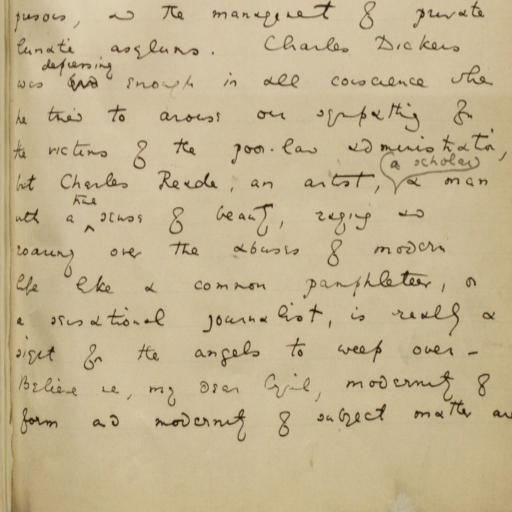 prisons, and the management of private
lunatic asylums. Charles Dickens
depressing
was enough in all conscience when
he tried to arouse our sympathy for
the victims of the poor-law administration,
a scholar
but Charles Reade, an artist, a man
true
with a sense of beauty, raging and
roaring over the abuses of modern
life like a common pamphleteer, or
a sensational journalist, is really a
sight for the angels to weep over -
Believe me, my dear Cyril, modernity of
form and modernity of subject matter are